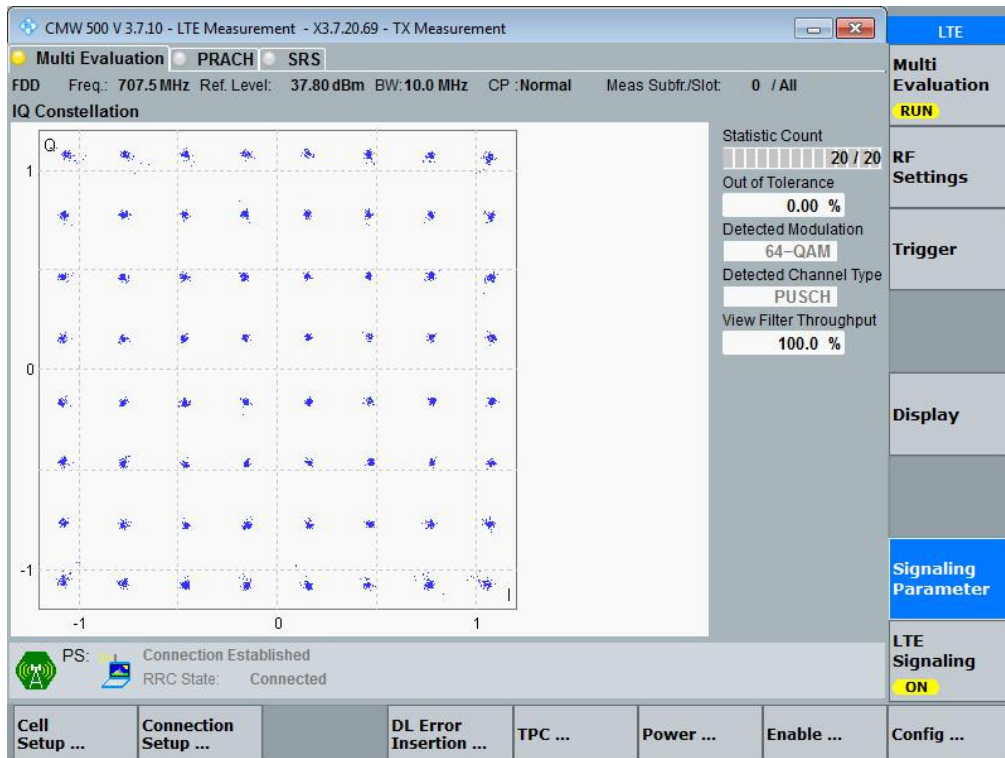 CMW 500 V 3.7.10 - LTE Measurement - X3.7.20.69 - TX Measurement
LTE
Multi Evaluation PRACH SRS
FDD Freq.: 707.5 MHz Ref. Level: 37.80 dBm BW: 10.0 MHz CP : Normal Meas Subfr./Slot: 0 / All
IQ Constellation
Q
1
0
-1
-1 0 1
I
Statistic Count
20 / 20
Out of Tolerance
0.00 %
Detected Modulation
64-QAM
Detected Channel Type
PUSCH
View Filter Throughput
100.0 %
Multi
Evaluation
RUN
RF
Settings
Trigger
Display
Signaling
Parameter
LTE
Signaling
ON
PS: Connection Established
RRC State: Connected
Cell
Setup ...
Connection
Setup ...
DL Error
Insertion ...
TPC ...
Power ...
Enable ...
Config ...